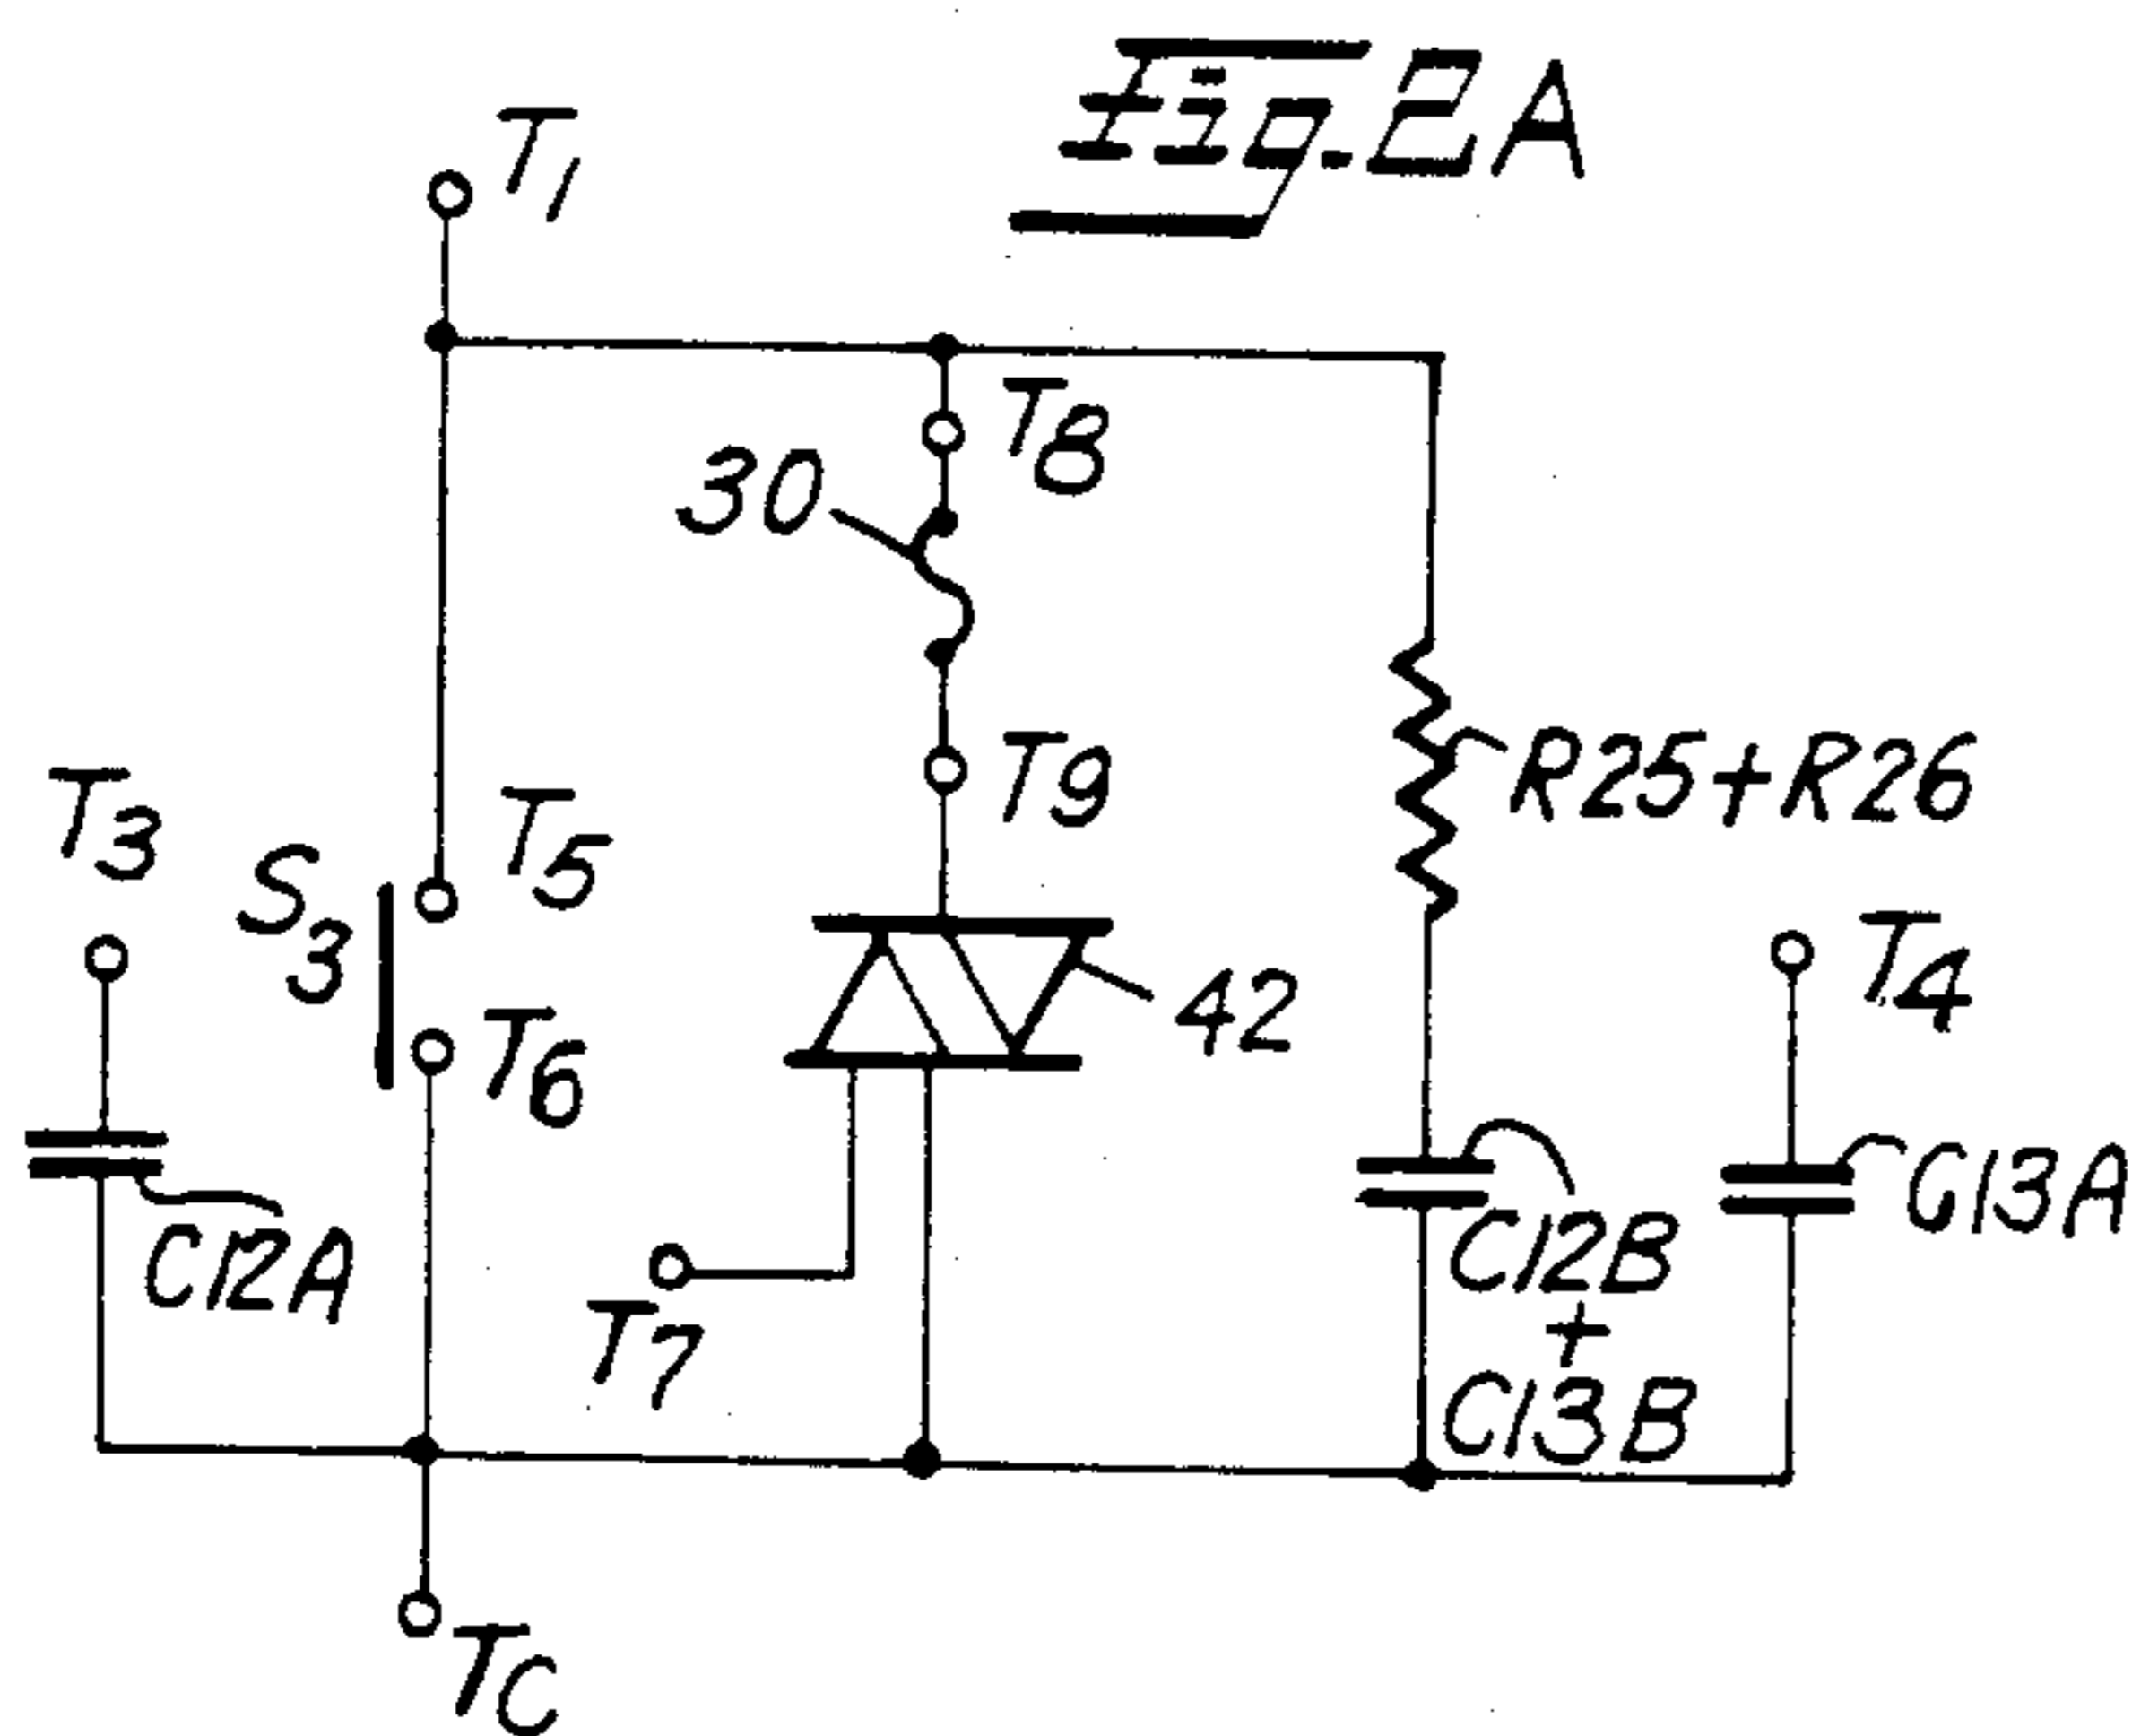 Fig. 2A
T1
T8
30
T9
R25+R26
T3
S3
T5
T6
42
T4
C12A
T7
C12B
+
C13B
C13A
TC